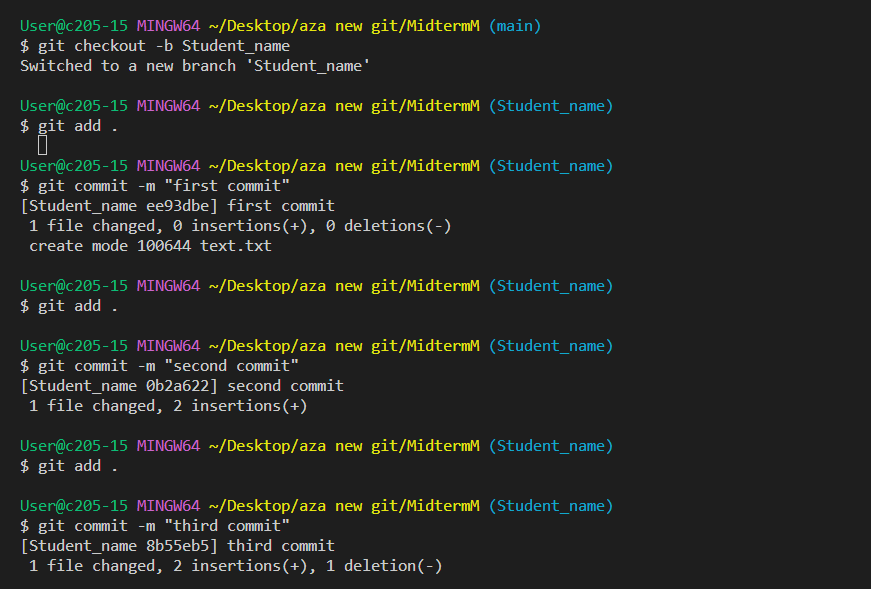 User@c205-15 MINGW64 ~/Desktop/aza new git/MidtermM (main)
$ git checkout -b Student_name
Switched to a new branch 'Student_name'
User@c205-15 MINGW64 ~/Desktop/aza new git/MidtermM (Student_name)
$ git add .
User@c205-15 MINGW64 ~/Desktop/aza new git/MidtermM (Student_name)
$ git commit -m "first commit"
[Student_name ee93dbe] first commit
 1 file changed, 0 insertions(+), 0 deletions(-)
 create mode 100644 text.txt
User@c205-15 MINGW64 ~/Desktop/aza new git/MidtermM (Student_name)
$ git add .
User@c205-15 MINGW64 ~/Desktop/aza new git/MidtermM (Student_name)
$ git commit -m "second commit"
[Student_name 0b2a622] second commit
 1 file changed, 2 insertions(+)
User@c205-15 MINGW64 ~/Desktop/aza new git/MidtermM (Student_name)
$ git add .
User@c205-15 MINGW64 ~/Desktop/aza new git/MidtermM (Student_name)
$ git commit -m "third commit"
[Student_name 8b55eb5] third commit
 1 file changed, 2 insertions(+), 1 deletion(-)